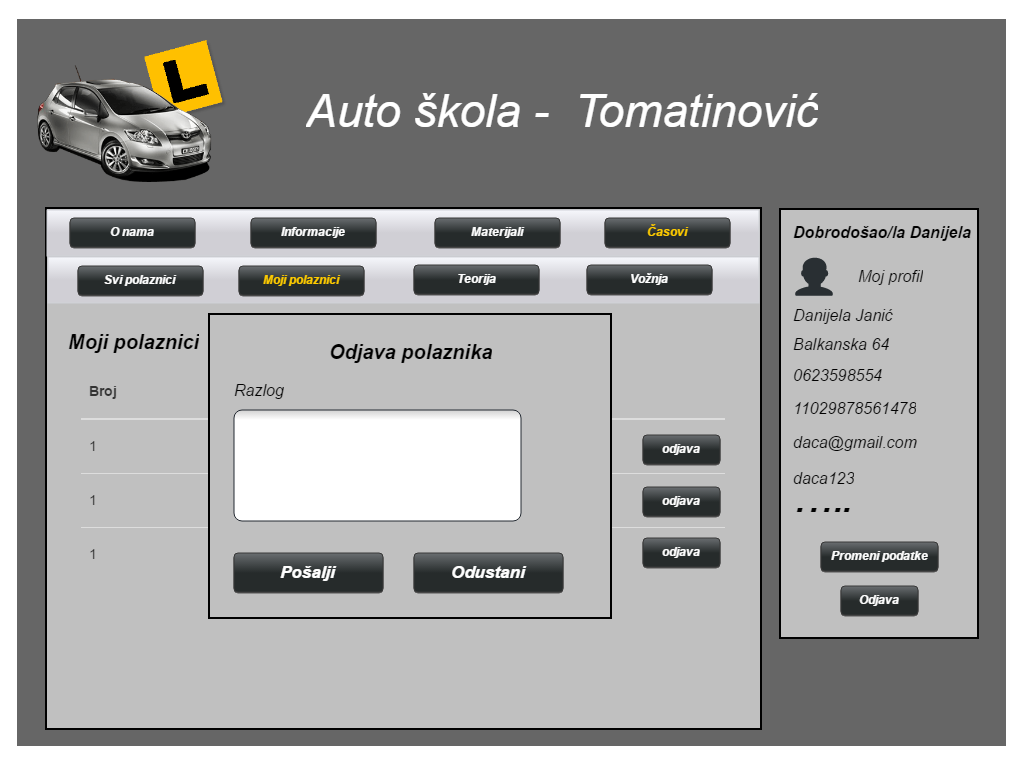 L
Auto škola - Tomatinović
O nama
Informacije
Materijali
Časovi
Svi polaznici
Moji polaznici
Teorija
Vožnja
Moji polaznici
Broj
1
odjava
1
odjava
1
odjava
Odjava polaznika
Razlog
Pošalji
Odustani
Dobrodošao/la Danijela
Moj profil
Danijela Janić
Balkanska 64
0623598554
11029878561478
daca@gmail.com
daca123
.....
Promeni podatke
Odjava